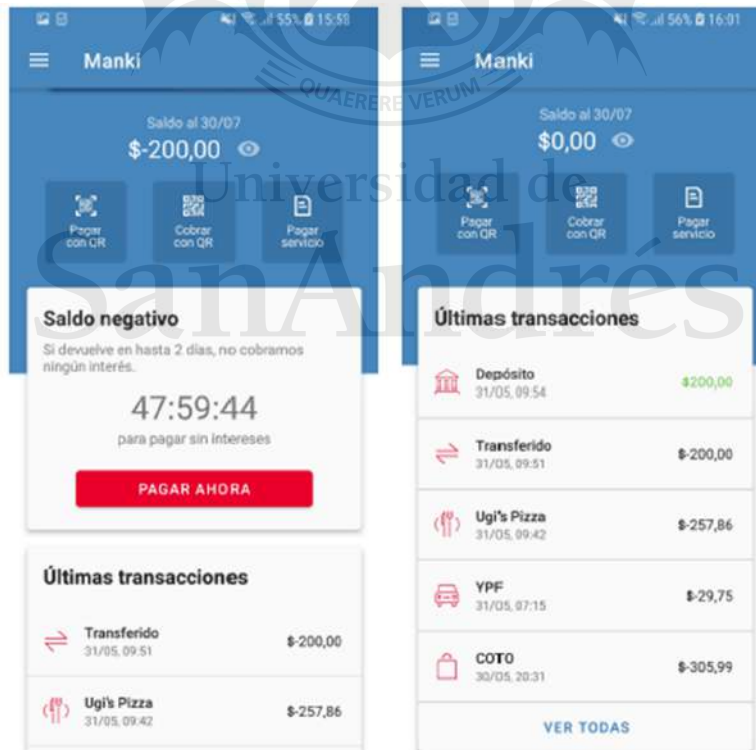 55% 15:58
Manki
Saldo al 30/07
$-200,00
Pagar
con QR
Cobrar
con QR
Pagar
servicio
Saldo negativo
Si devuelve en hasta 2 días, no cobramos
ningún interés.
47:59:44
para pagar sin intereses
PAGAR AHORA
Últimas transacciones
Transferido
31/05, 09:51
$-200,00
Ugi's Pizza
31/05, 09:42
$-257,86
56% 16:01
Manki
Saldo al 30/07
$0,00
Pagar
con QR
Cobrar
con QR
Pagar
servicio
Últimas transacciones
Depósito
31/05, 09:54
$200,00
Transferido
31/05, 09:51
$-200,00
Ugi's Pizza
31/05, 09:42
$-257,86
YPF
31/05, 07:15
$-29,75
COTO
30/05, 20:31
$-305,99
VER TODAS
QUAERERE VERUM
Universidad de
SanAndrés